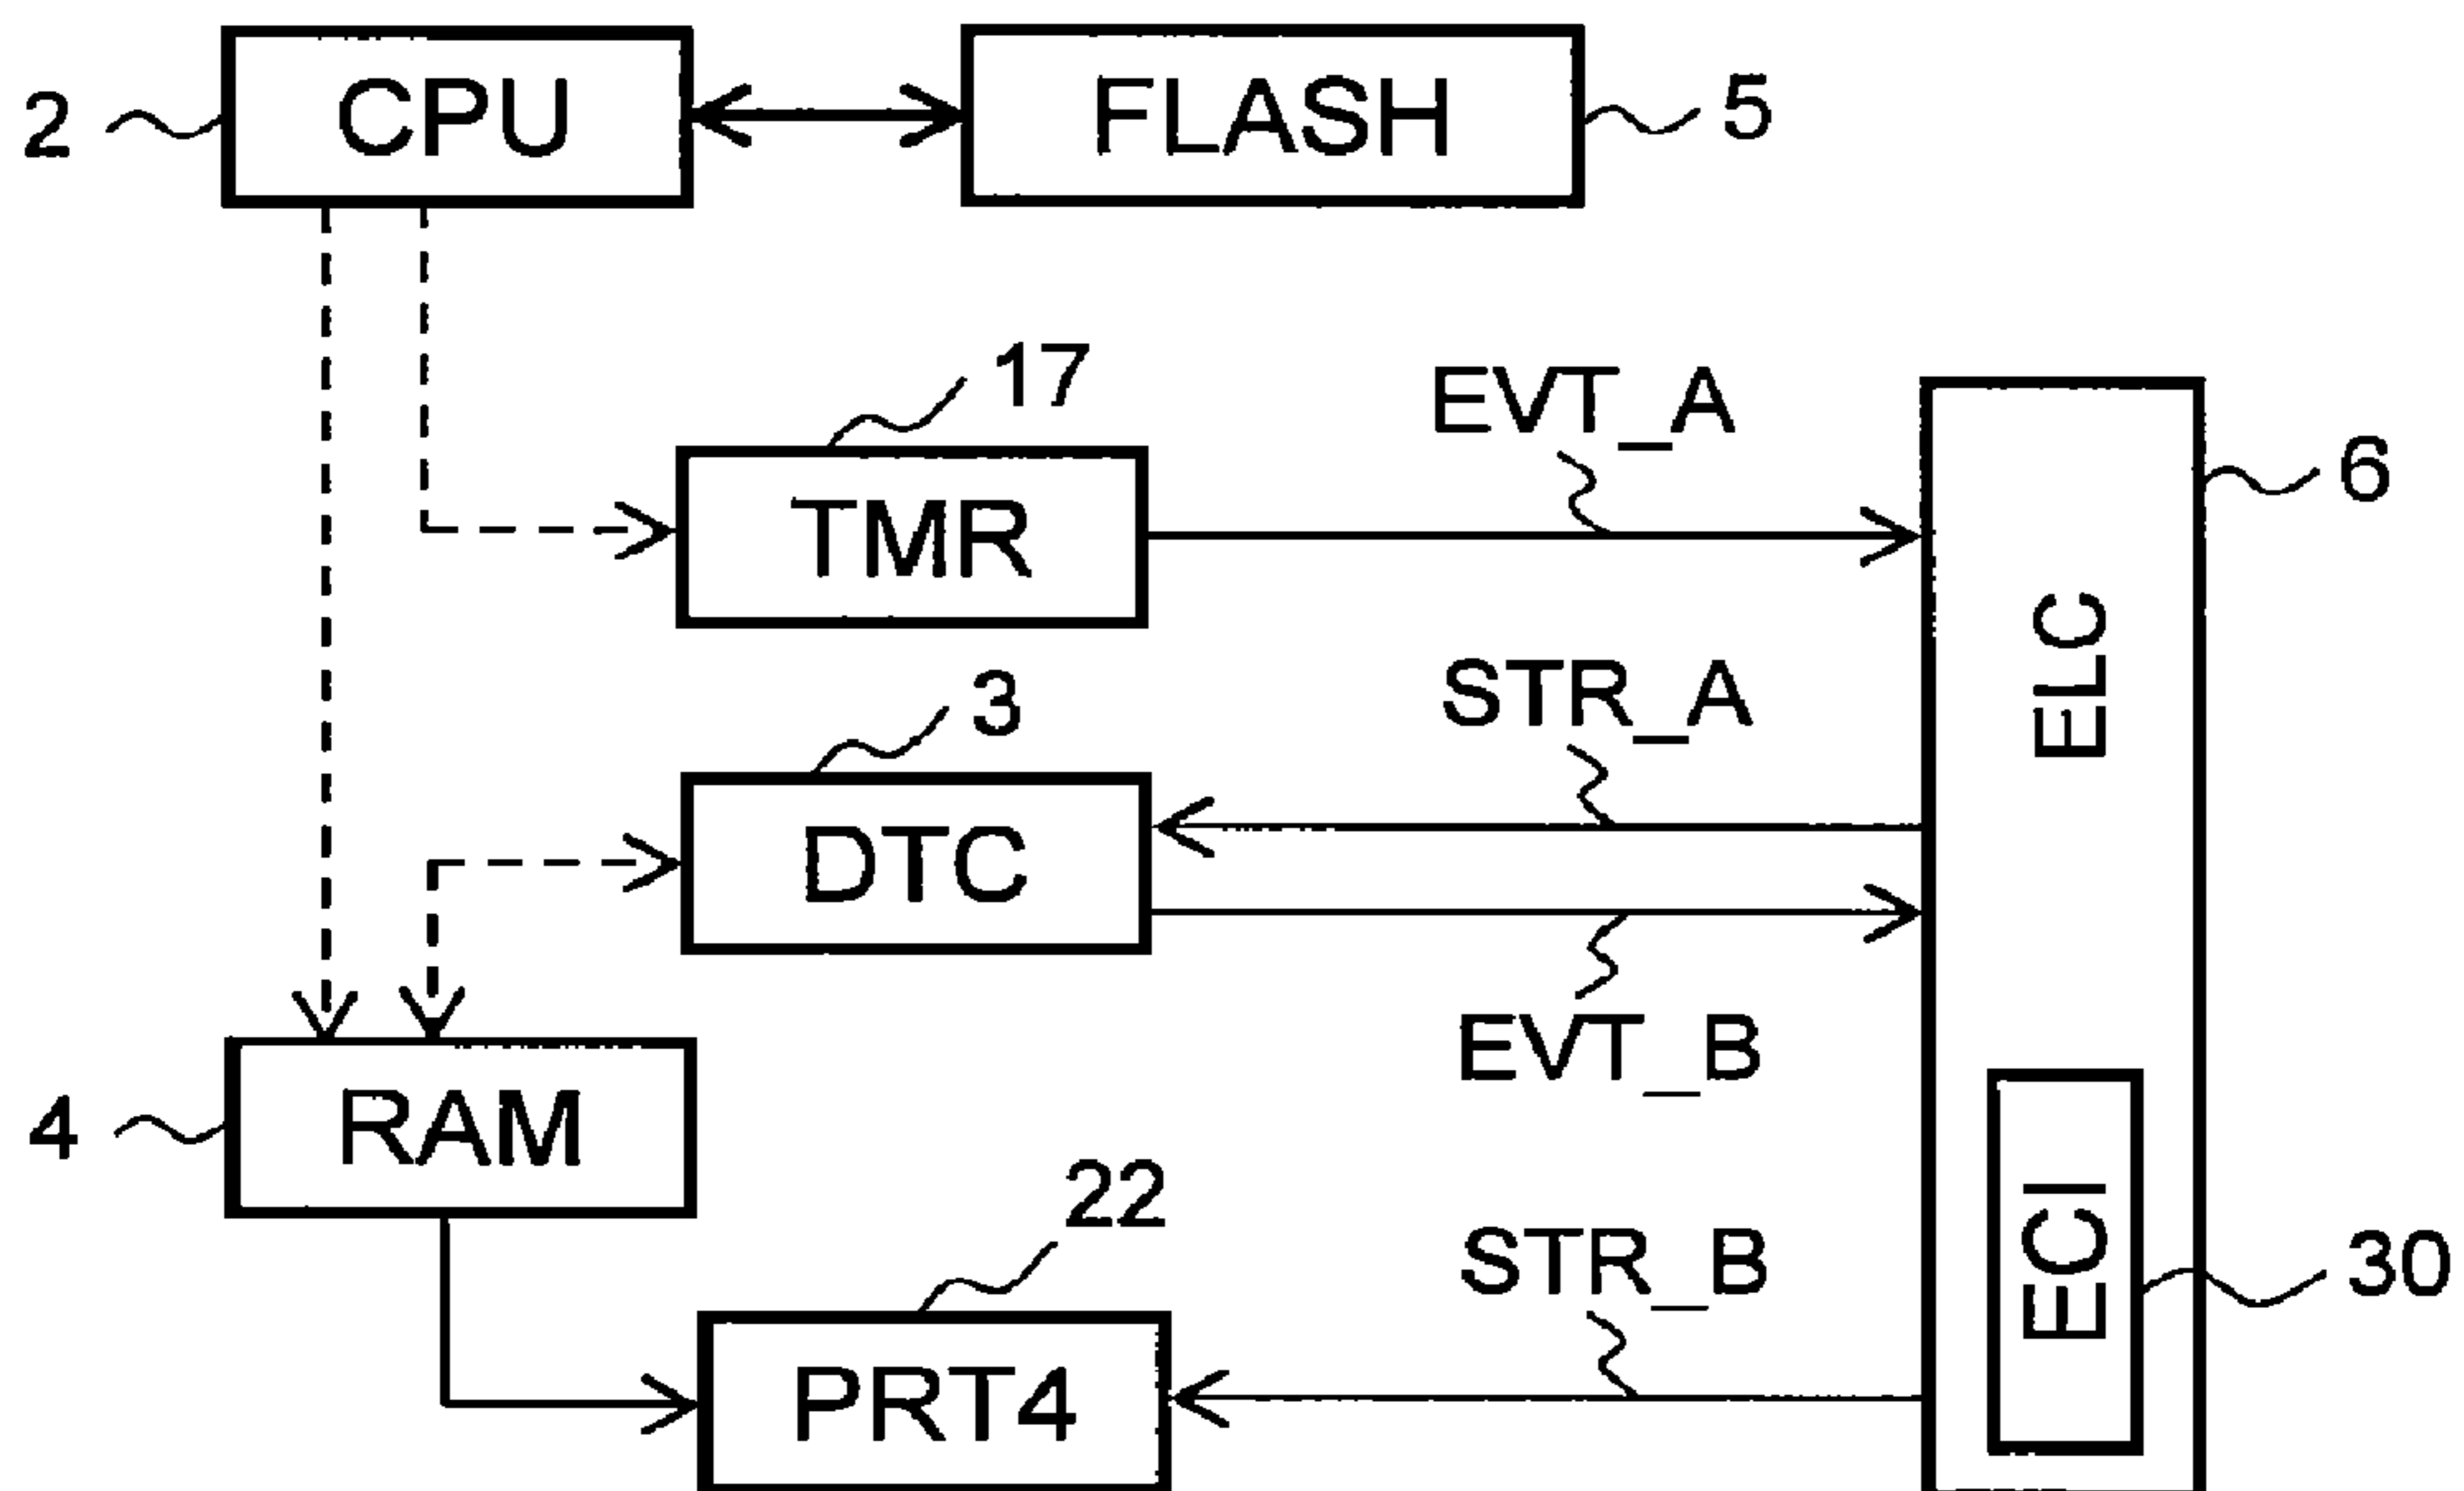 2
CPU
FLASH
5
17
EVT_A
6
TMR
ELC
3
STR_A
DTC
EVT_B
4
RAM
22
STR_B
ECI
30
PRT4